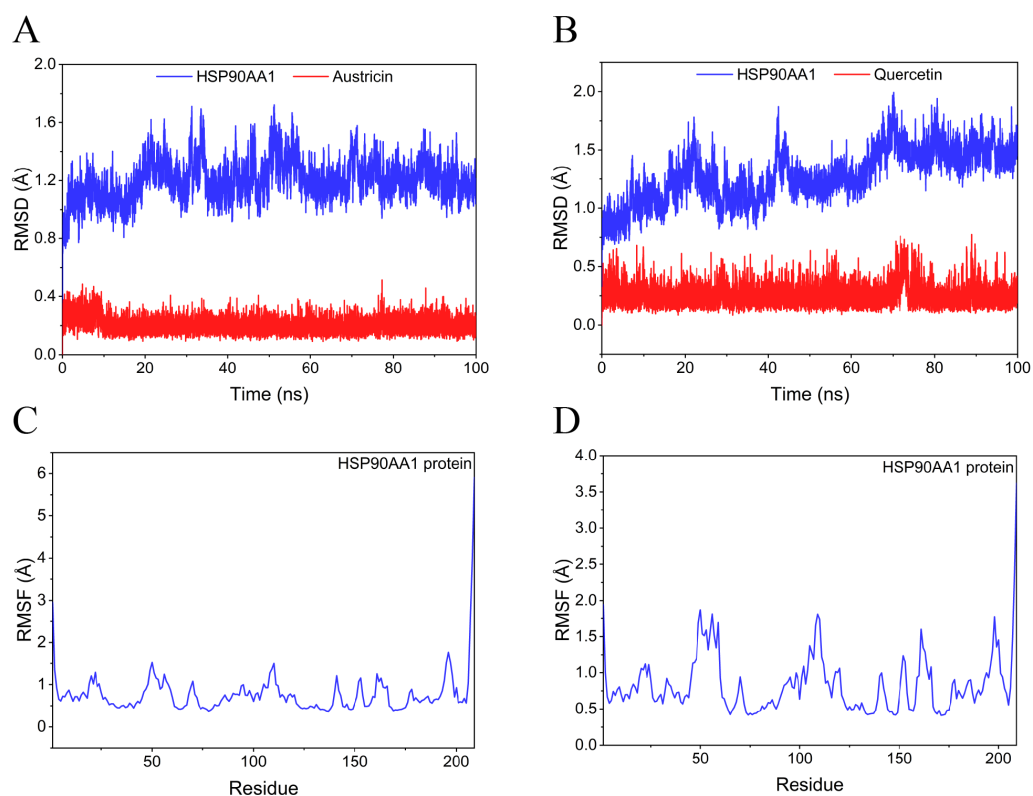 A
HSP90AA1
Austricin
2.0
1.6
1.2
0.8
0.4
0.0
RMSD (Å)
0
20
40
60
80
100
Time (ns)
B
HSP90AA1
Quercetin
2.0
1.5
1.0
0.5
0.0
RMSD (Å)
0
20
40
60
80
100
Time (ns)
C
HSP90AA1 protein
6
5
4
3
2
1
0
RMSF (Å)
50
100
150
200
Residue
D
HSP90AA1 protein
4.0
3.5
3.0
2.5
2.0
1.5
1.0
0.5
0.0
RMSF (Å)
50
100
150
200
Residue